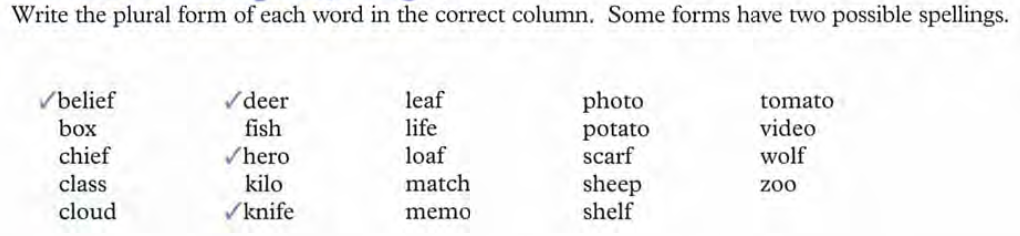 Write the plural form of each word in the correct column. Some forms have two possible spellings.
✓belief ✓deer leaf photo tomato
box fish life potato video
chief ✓hero loaf scarf wolf
class kilo match sheep zoo
cloud ✓knife memo shelf